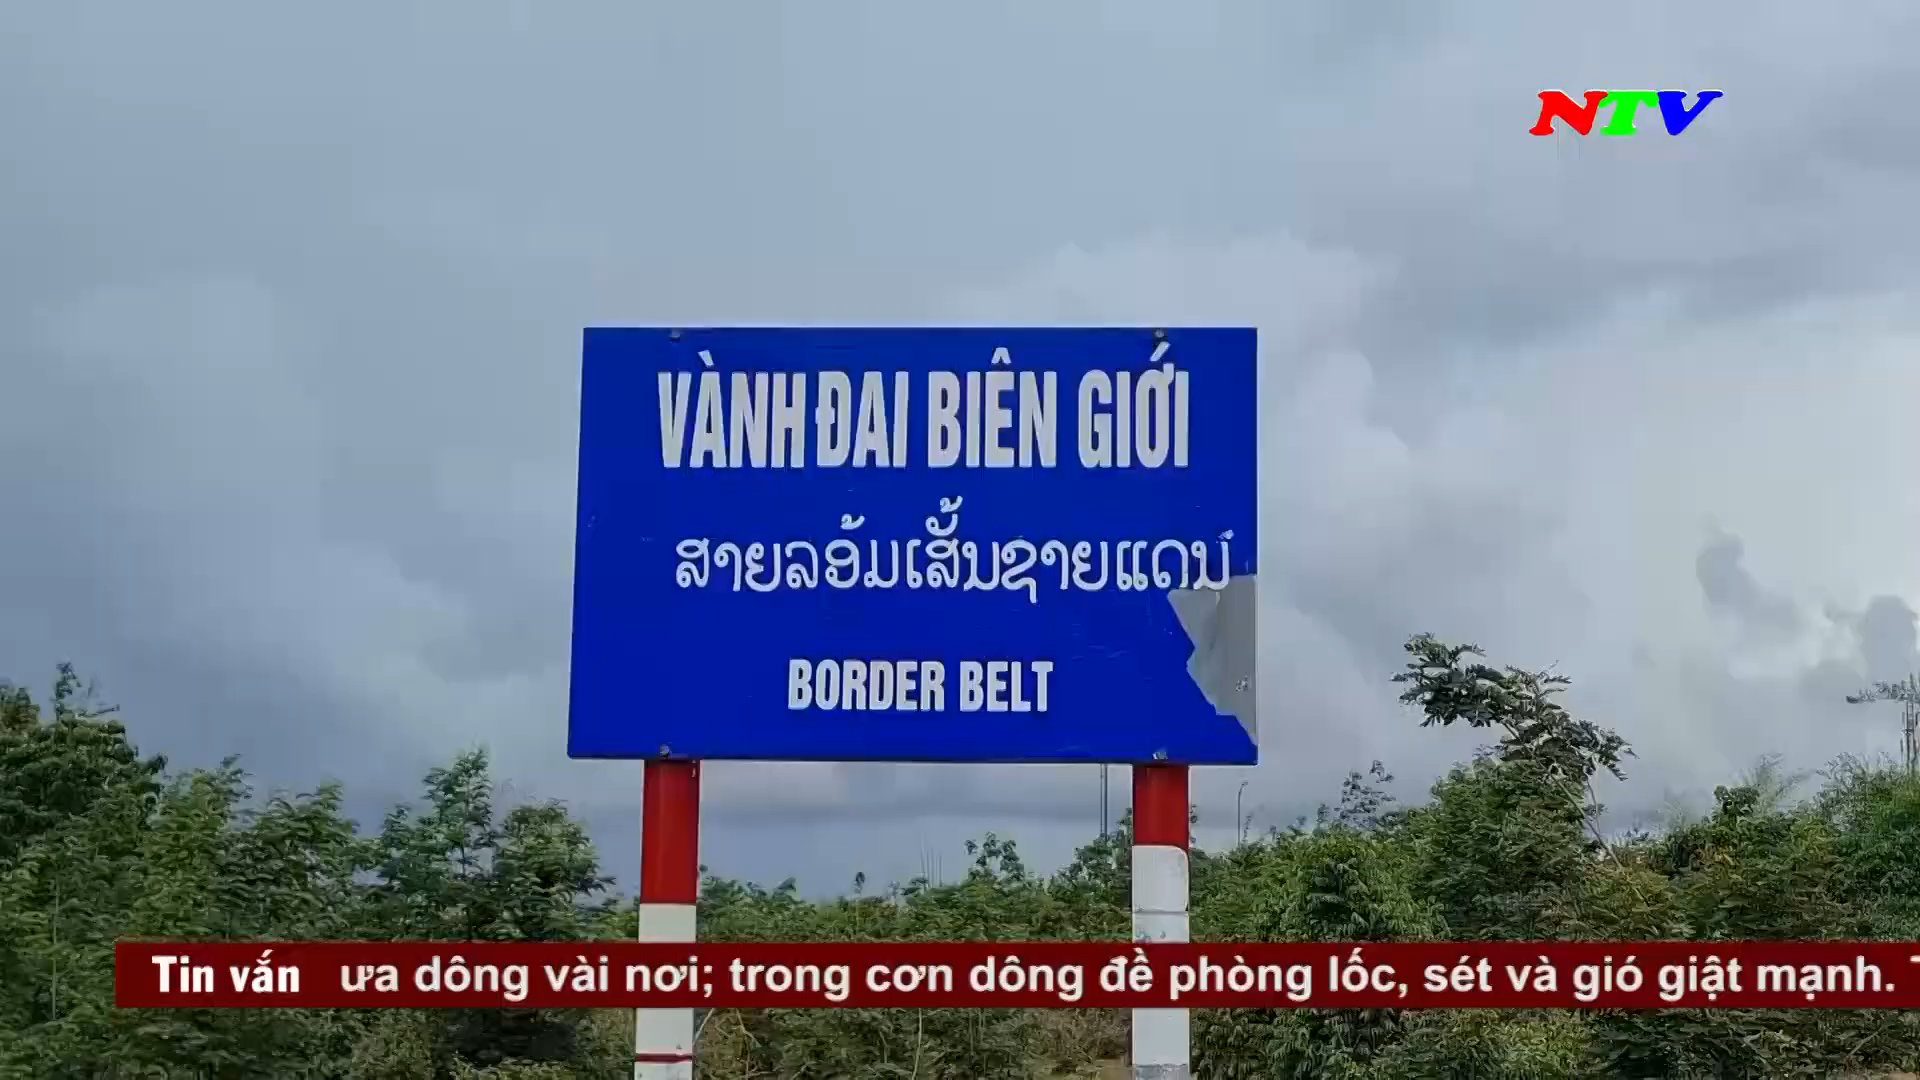 NTV
VÀNH ĐAI BIÊN GIỚI
ສາຍລອ້ມເສັ້ນຊາຍແດນ
BORDER BELT
Tin vắn ưa dông vài nơi; trong cơn dông đề phòng lốc, sét và gió giật mạnh.